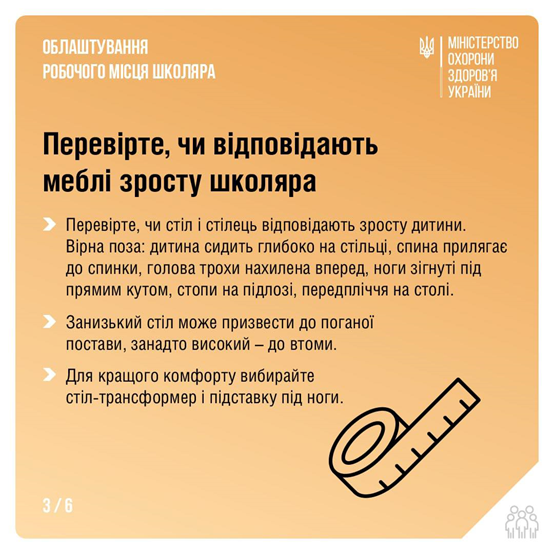 ОБЛАШТУВАННЯ
РОБОЧОГО МІСЦЯ ШКОЛЯРА
МІНІСТЕРСТВО
ОХОРОНИ
ЗДОРОВ'Я
УКРАЇНИ
Перевірте, чи відповідають
меблі зросту школяра
Перевірте, чи стіл і стілець відповідають зросту дитини.
Вірна поза: дитина сидить глибоко на стільці, спина прилягає
до спинки, голова трохи нахилена вперед, ноги зігнуті під
прямим кутом, стопи на підлозі, передпліччя на столі.
Занизький стіл може призвести до поганої
постави, занадто високий – до втоми.
Для кращого комфорту вибирайте
стіл-трансформер і підставку під ноги.
3 / 6